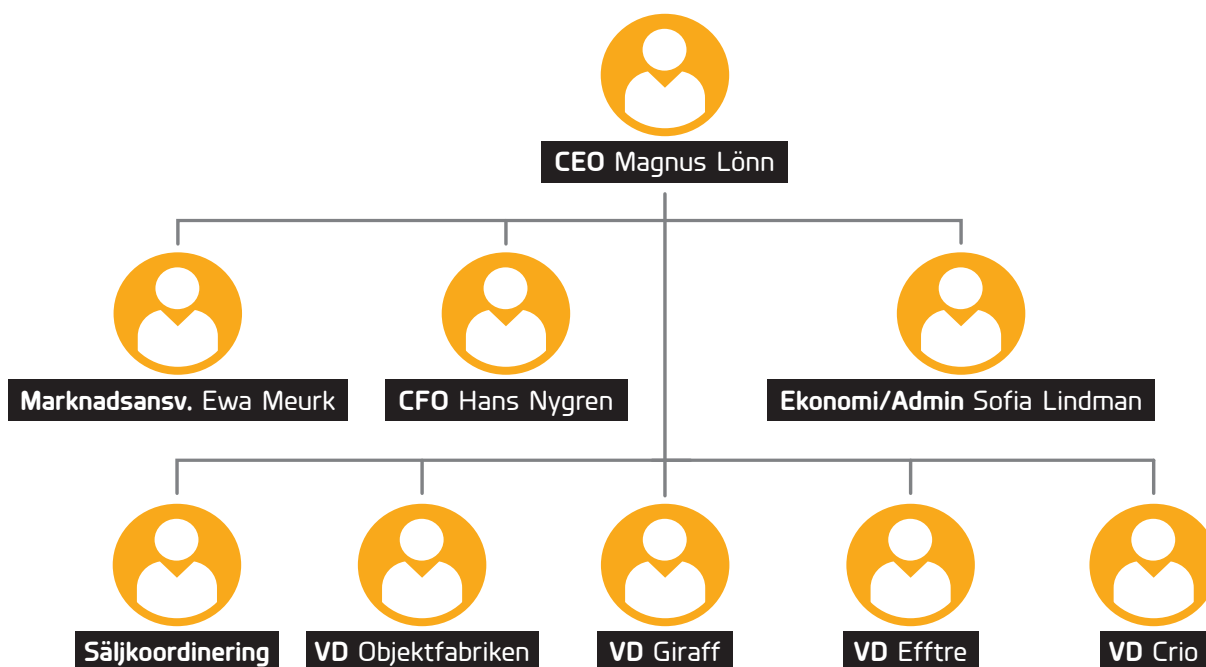 CEO Magnus Lönn
Marknadsansv. Ewa Meurk
CFO Hans Nygren
Ekonomi/Admin Sofia Lindman
Säljkoordinering
VD Objektfabriken
VD Giraff
VD Efftre
VD Crio